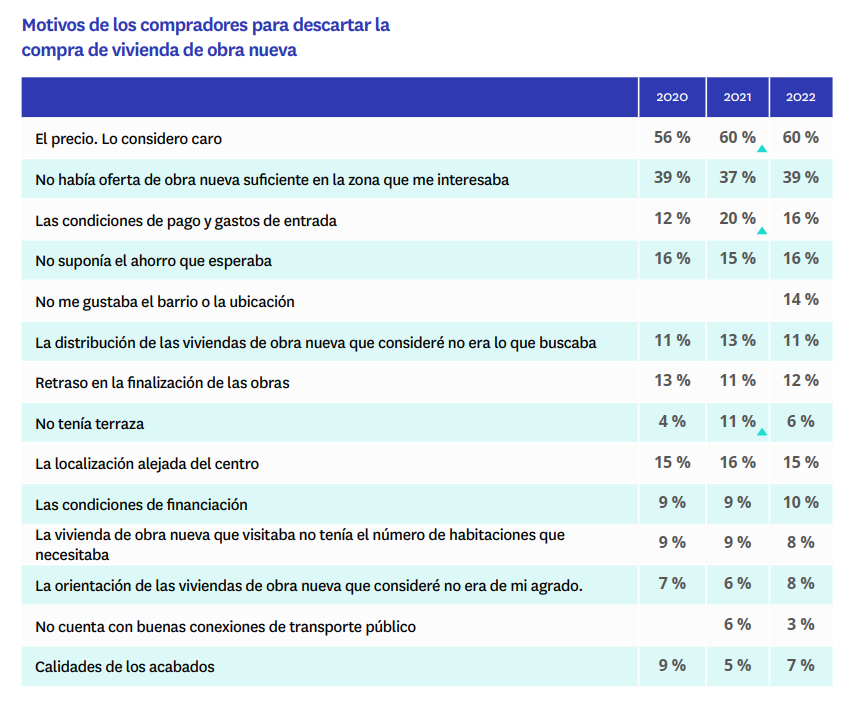 Motivos de los compradores para descartar la
compra de vivienda de obra nueva
2020 2021 2022
El precio. Lo considero caro 56 % 60 % 60 %
No había oferta de obra nueva suficiente en la zona que me interesaba 39 % 37 % 39 %
Las condiciones de pago y gastos de entrada 12 % 20 % 16 %
No suponía el ahorro que esperaba 16 % 15 % 16 %
No me gustaba el barrio o la ubicación 14 %
La distribución de las viviendas de obra nueva que consideré no era lo que buscaba 11 % 13 % 11 %
Retraso en la finalización de las obras 13 % 11 % 12 %
No tenía terraza 4 % 11 % 6 %
La localización alejada del centro 15 % 16 % 15 %
Las condiciones de financiación 9 % 9 % 10 %
La vivienda de obra nueva que visitaba no tenía el número de habitaciones que
necesitaba 9 % 9 % 8 %
La orientación de las viviendas de obra nueva que consideré no era de mi agrado. 7 % 6 % 8 %
No cuenta con buenas conexiones de transporte público 6 % 3 %
Calidades de los acabados 9 % 5 % 7 %